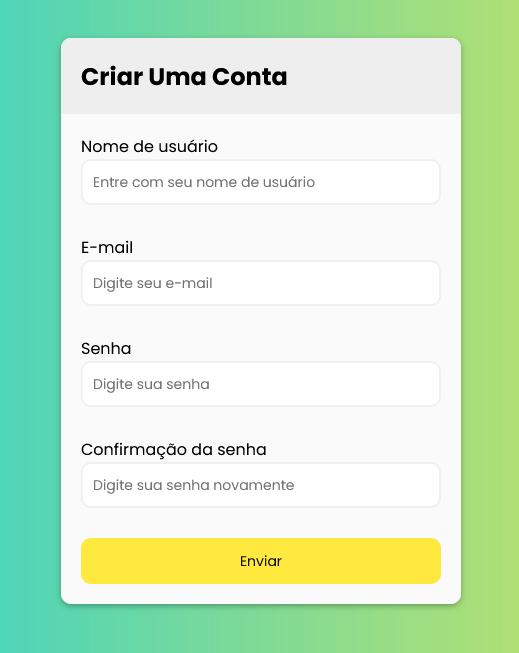 Criar Uma Conta
Nome de usuário
Entre com seu nome de usuário
E-mail
Digite seu e-mail
Senha
Digite sua senha
Confirmação da senha
Digite sua senha novamente
Enviar